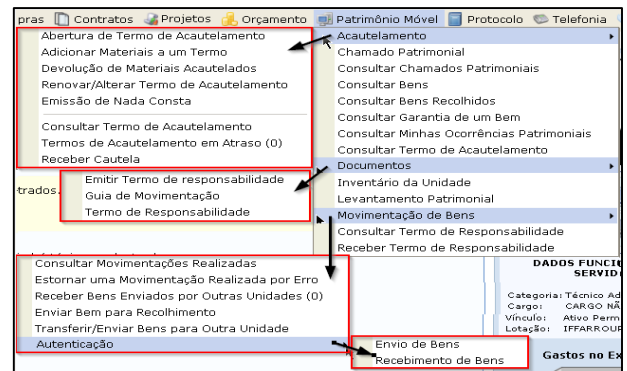 pras Contratos Projetos Orçamento Patrimônio Móvel Protocolo Telefonia
Abertura de Termo de Acautelamento
Adicionar Materiais a um Termo
Devolução de Materiais Acautelados
Renovar/Alterar Termo de Acautelamento
Emissão de Nada Consta
Consultar Termo de Acautelamento
Termos de Acautelamento em Atraso (0)
Receber Cautela
Acautelamento
Chamado Patrimonial
Consultar Chamados Patrimoniais
Consultar Bens
Consultar Bens Recolhidos
Consultar Garantia de um Bem
Consultar Minhas Ocorrências Patrimoniais
Consultar Termo de Acautelamento
Documentos
Inventário da Unidade
Levantamento Patrimonial
Movimentação de Bens
Consultar Termo de Responsabilidade
Receber Termo de Responsabilidade
trados.
Emitir Termo de responsabilidade
Guia de Movimentação
Termo de Responsabilidade
Consultar Movimentações Realizadas
Estornar uma Movimentação Realizada por Erro
Receber Bens Enviados por Outras Unidades (0)
Enviar Bem para Recolhimento
Transferir/Enviar Bens para Outra Unidade
Autenticação
Envio de Bens
Recebimento de Bens
DADOS FUNCI
SERVID
Categoria: Técnico Ad
Cargo: CARGO NÃ
Vínculo: Ativo Perm
Lotação: IFFARROUP
Gastos no Ex